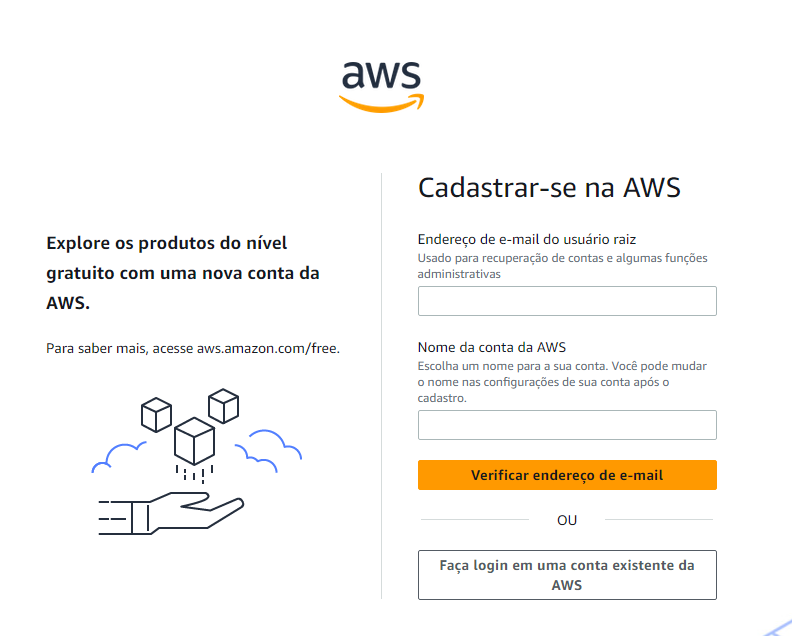 aws
Explore os produtos do nível
gratuito com uma nova conta da
AWS.
Para saber mais, acesse aws.amazon.com/free.
Cadastrar-se na AWS
Endereço de e-mail do usuário raiz
Usado para recuperação de contas e algumas funções
administrativas
Nome da conta da AWS
Escolha um nome para a sua conta. Você pode mudar
o nome nas configurações de sua conta após o
cadastro.
Verificar endereço de e-mail
OU
Faça login em uma conta existente da
AWS